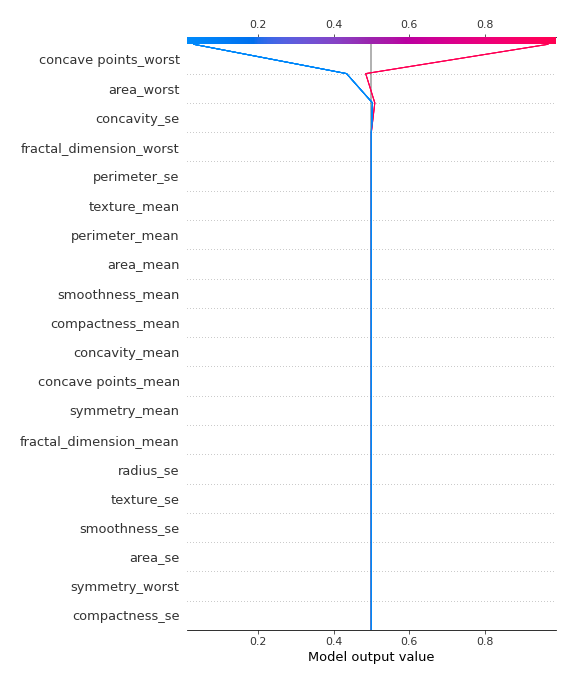 0.2 0.4 0.6 0.8
concave points_worst
area_worst
concavity_se
fractal_dimension_worst
perimeter_se
texture_mean
perimeter_mean
area_mean
smoothness_mean
compactness_mean
concavity_mean
concave points_mean
symmetry_mean
fractal_dimension_mean
radius_se
texture_se
smoothness_se
area_se
symmetry_worst
compactness_se
0.2 0.4 0.6 0.8
Model output value